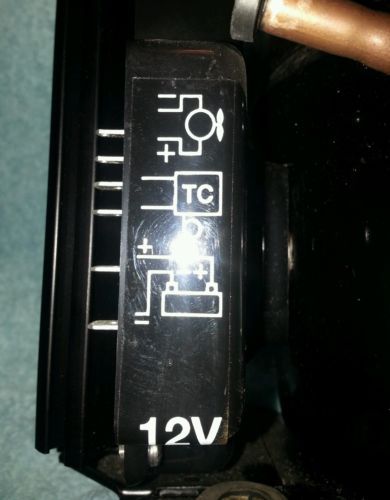 +
TC
+
- +
-
12V